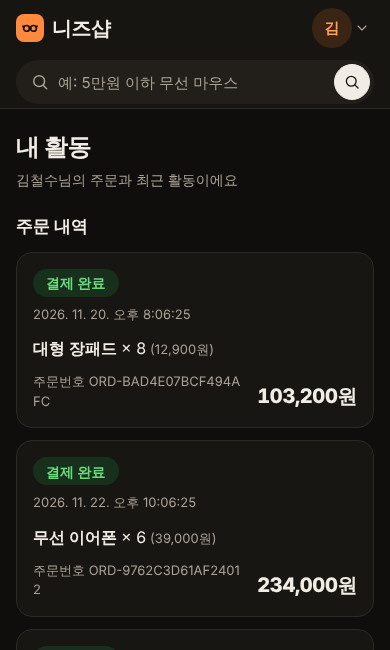 니즈샵
김
예: 5만원 이하 무선 마우스
내 활동
김철수님의 주문과 최근 활동이에요
주문 내역
결제 완료
2026. 11. 20. 오후 8:06:25
대형 장패드 × 8 (12,900원)
주문번호 ORD-BAD4E07BCF494A
FC
103,200원
결제 완료
2026. 11. 22. 오후 10:06:25
무선 이어폰 × 6 (39,000원)
주문번호 ORD-9762C3D61AF2401
2
234,000원